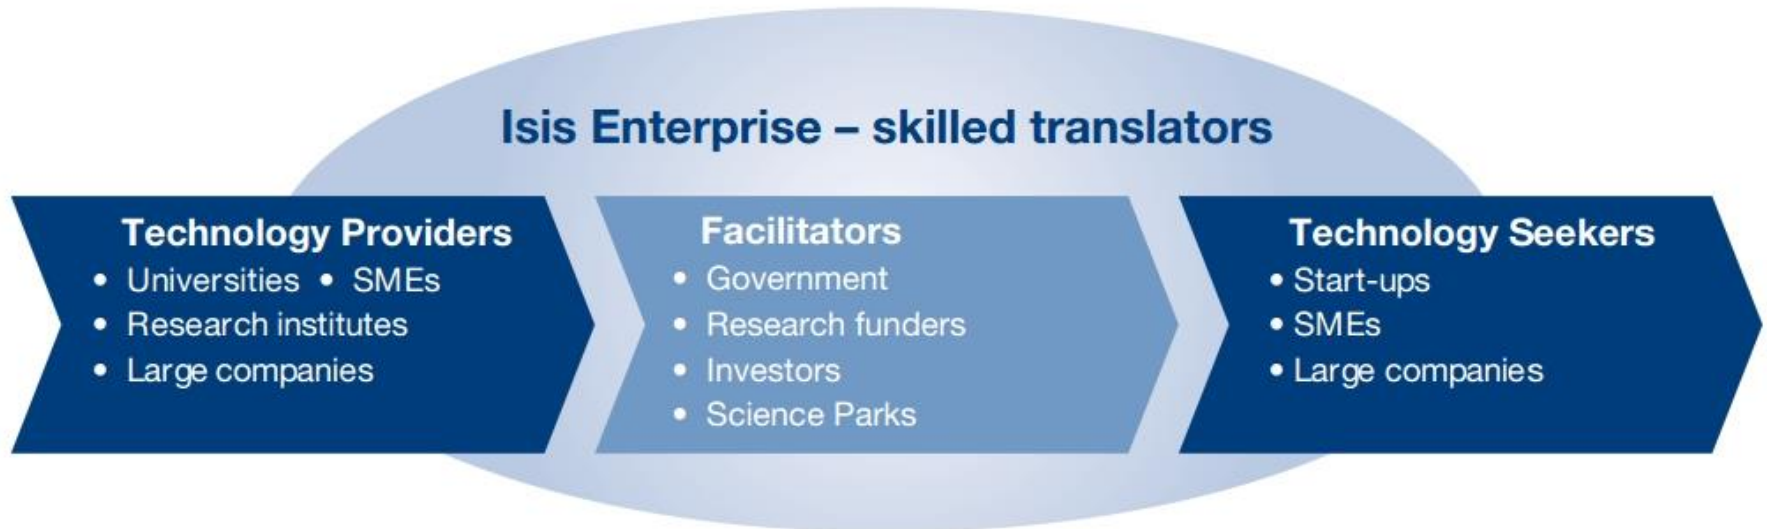 Isis Enterprise – skilled translators
Technology Providers
• Universities • SMEs
• Research institutes
• Large companies
Facilitators
• Government
• Research funders
• Investors
• Science Parks
Technology Seekers
• Start-ups
• SMEs
• Large companies